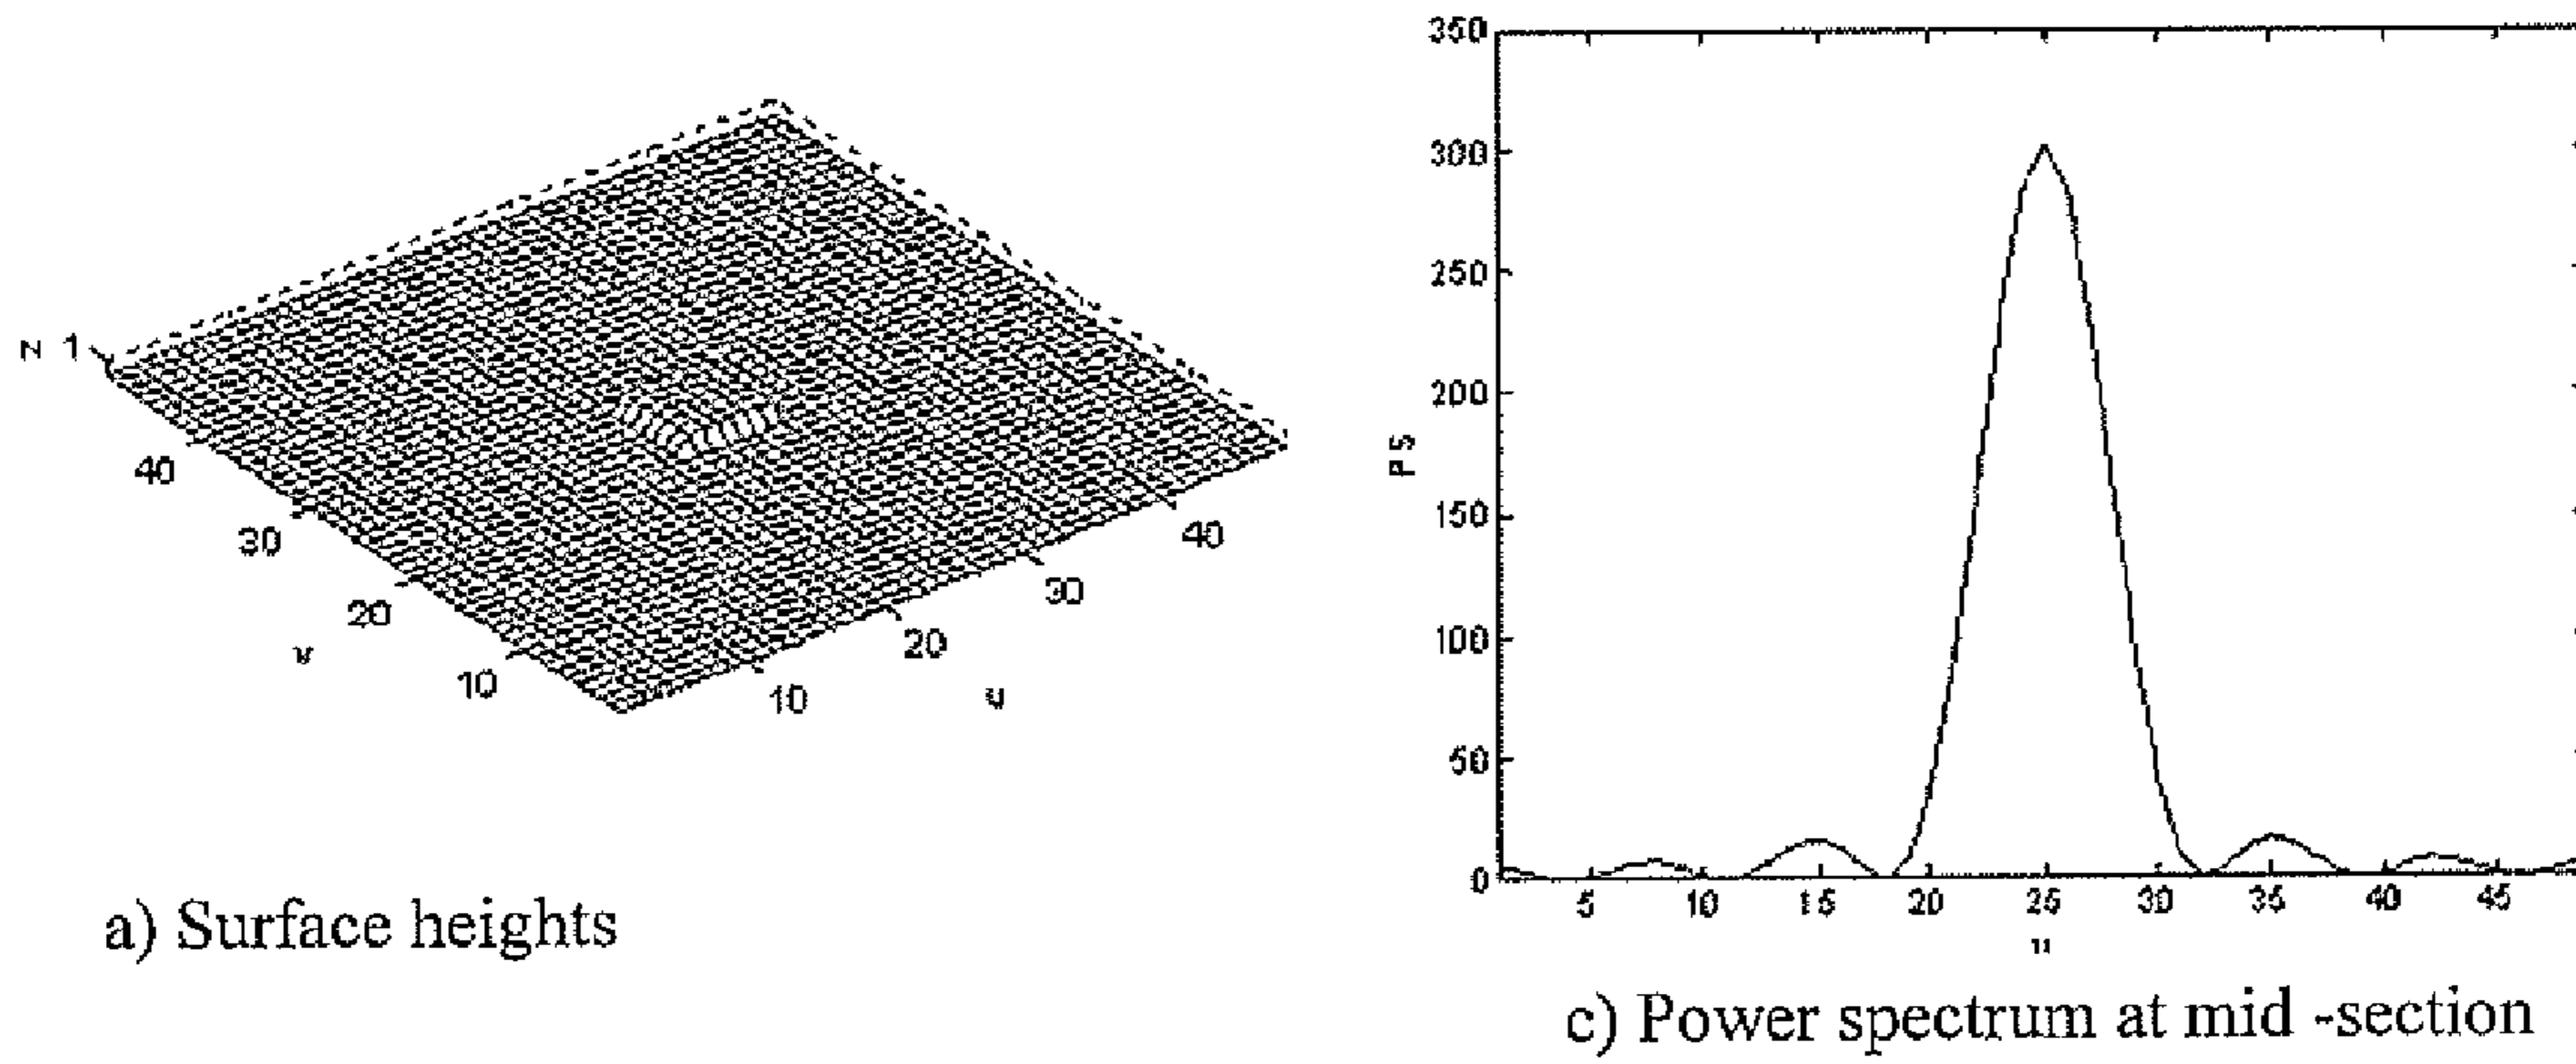 z 1
40
30
20
10
v
10
20
30
40
u
a) Surface heights
350
300
250
200
150
100
50
0
PS
5 10 15 20 25 30 35 40 45
u
c) Power spectrum at mid -section